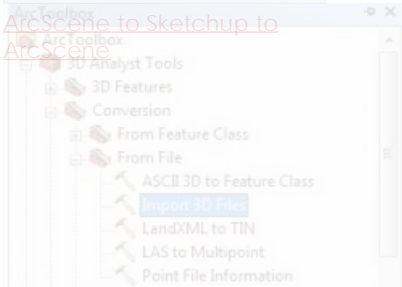 ArcToolbox
ArcScene to Sketchup to
ArcScene
ArcToolbox
3D Analyst Tools
3D Features
Conversion
From Feature Class
From File
ASCII 3D to Feature Class
Import 3D Files
LandXML to TIN
LAS to Multipoint
Point File Information